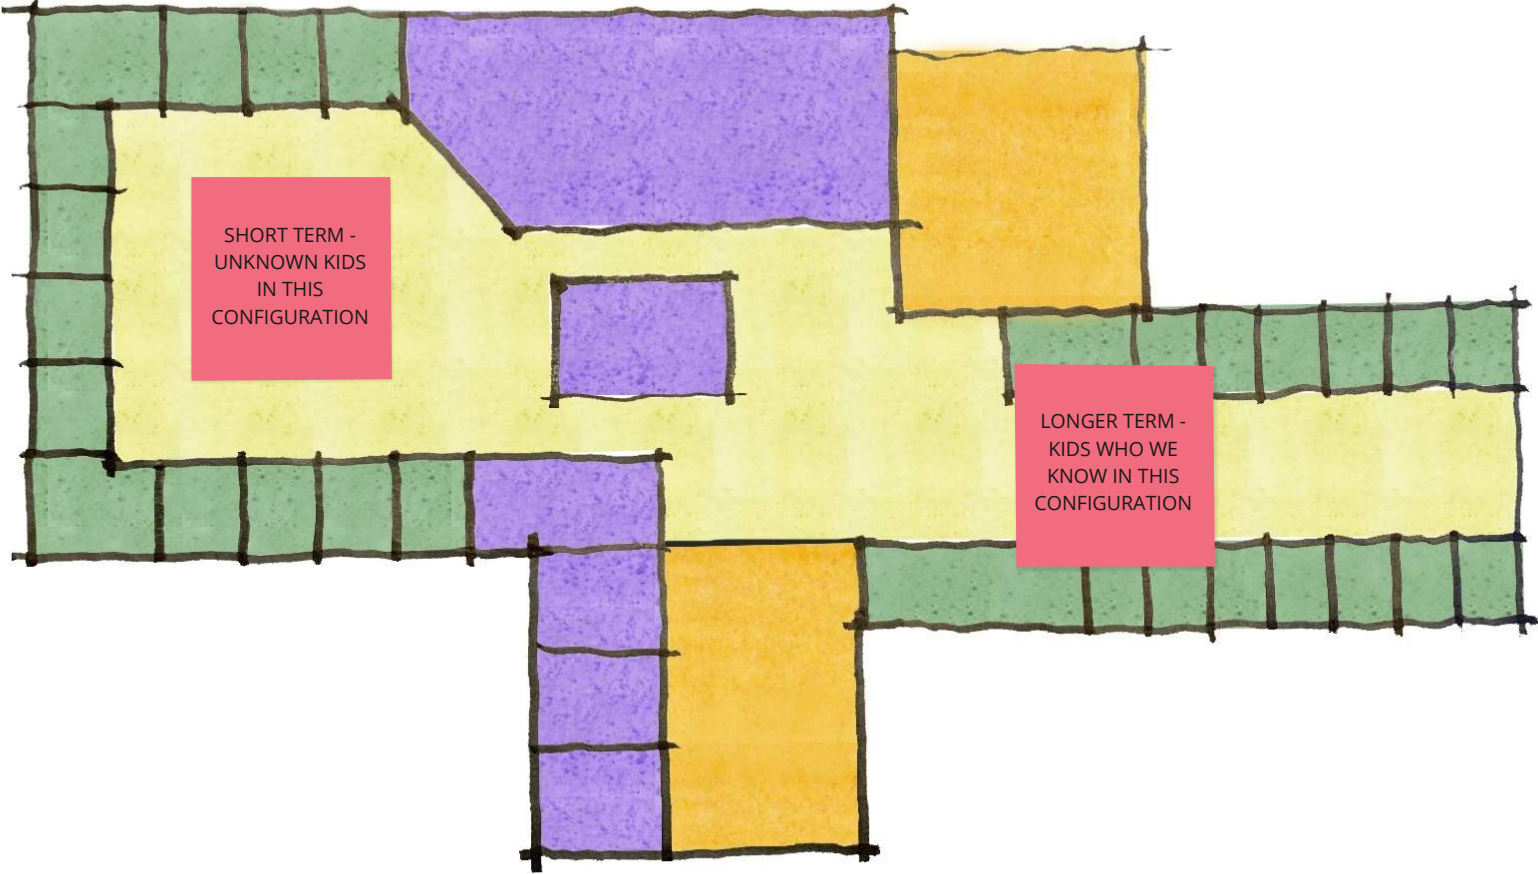 SHORT TERM -
UNKNOWN KIDS
IN THIS
CONFIGURATION
LONGER TERM -
KIDS WHO WE
KNOW IN THIS
CONFIGURATION